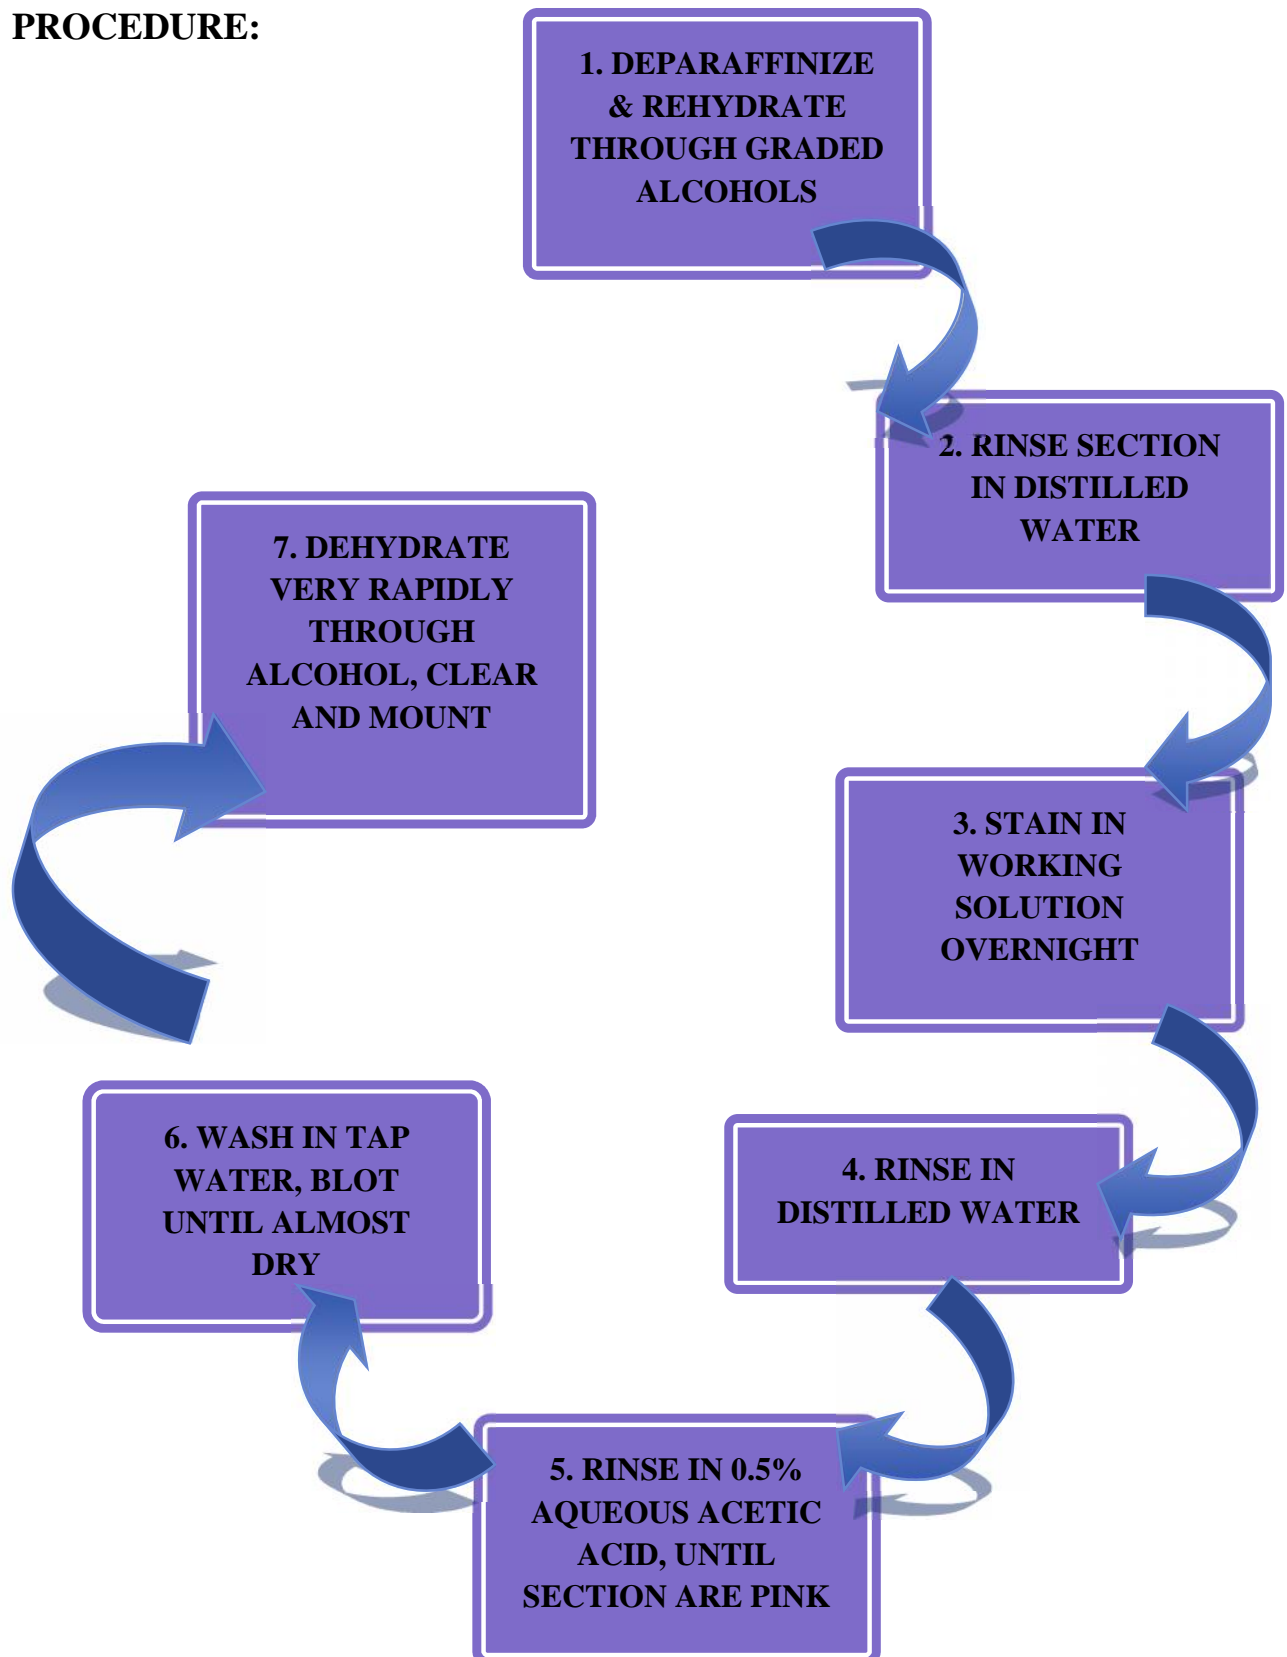 PROCEDURE:
1. DEPARAFFINIZE
& REHYDRATE
THROUGH GRADED
ALCOHOLS
2. RINSE SECTION
IN DISTILLED
WATER
3. STAIN IN
WORKING
SOLUTION
OVERNIGHT
4. RINSE IN
DISTILLED WATER
5. RINSE IN 0.5%
AQUEOUS ACETIC
ACID, UNTIL
SECTION ARE PINK
6. WASH IN TAP
WATER, BLOT
UNTIL ALMOST
DRY
7. DEHYDRATE
VERY RAPIDLY
THROUGH
ALCOHOL, CLEAR
AND MOUNT